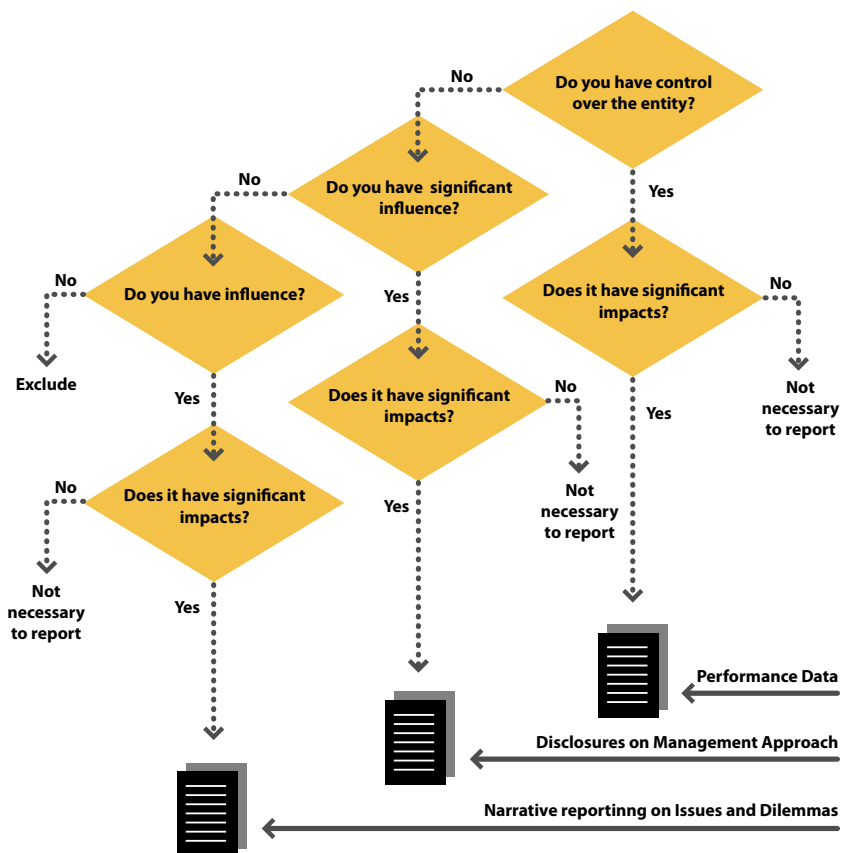 No
Do you have control
over the entity?
No
Do you have significant
influence?
Yes
No
Do you have influence?
Yes
Does it have significant
impacts?
No
Exclude
Yes
Does it have significant
impacts?
No
Yes
Not
necessary
to report
No
Does it have significant
impacts?
Yes
Not
necessary
to report
Not
necessary
to report
Yes
Performance Data
Disclosures on Management Approach
Narrative reportinng on Issues and Dilemmas